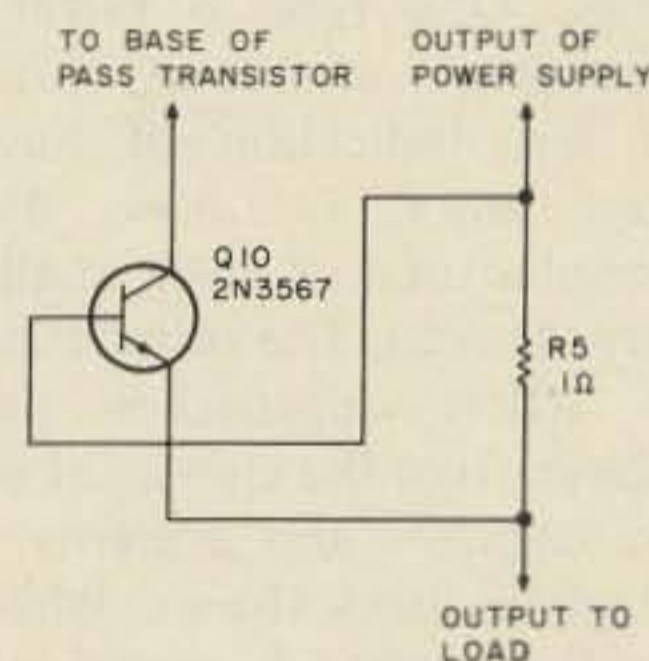 TO BASE OF
PASS TRANSISTOR
OUTPUT OF
POWER SUPPLY
Q10
2N3567
R5
.1Ω
OUTPUT TO
LOAD